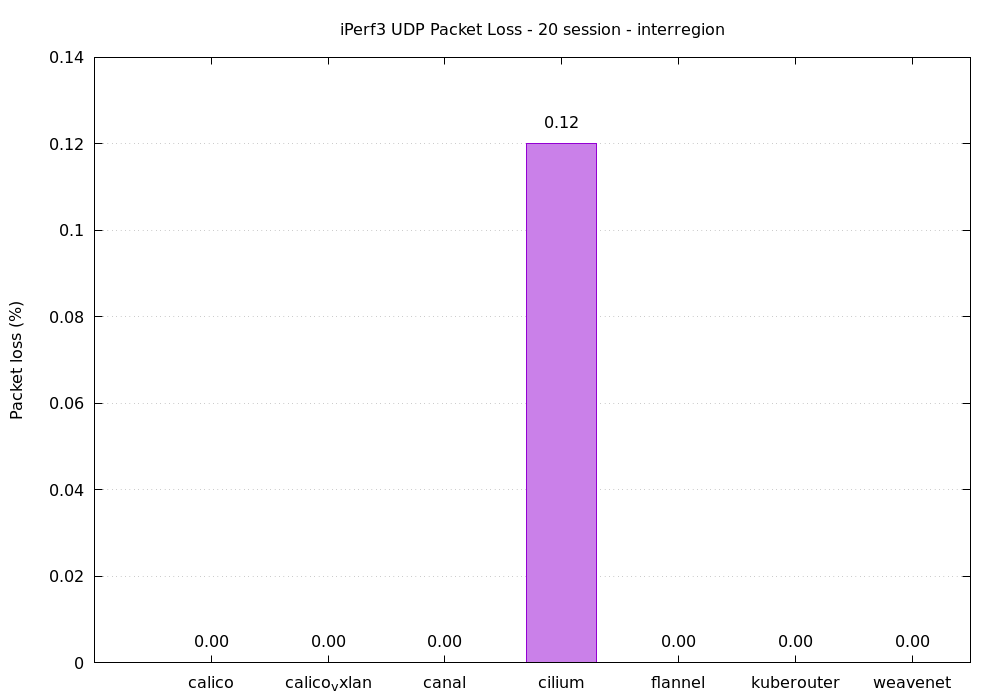 iPerf3 UDP Packet Loss - 20 session - interregion
Packet loss (%)
0.14
0.12
0.1
0.08
0.06
0.04
0.02
0
0.12
0.00 0.00 0.00 0.00 0.00 0.00
calico calicovxlan canal cilium flannel kuberouter weavenet